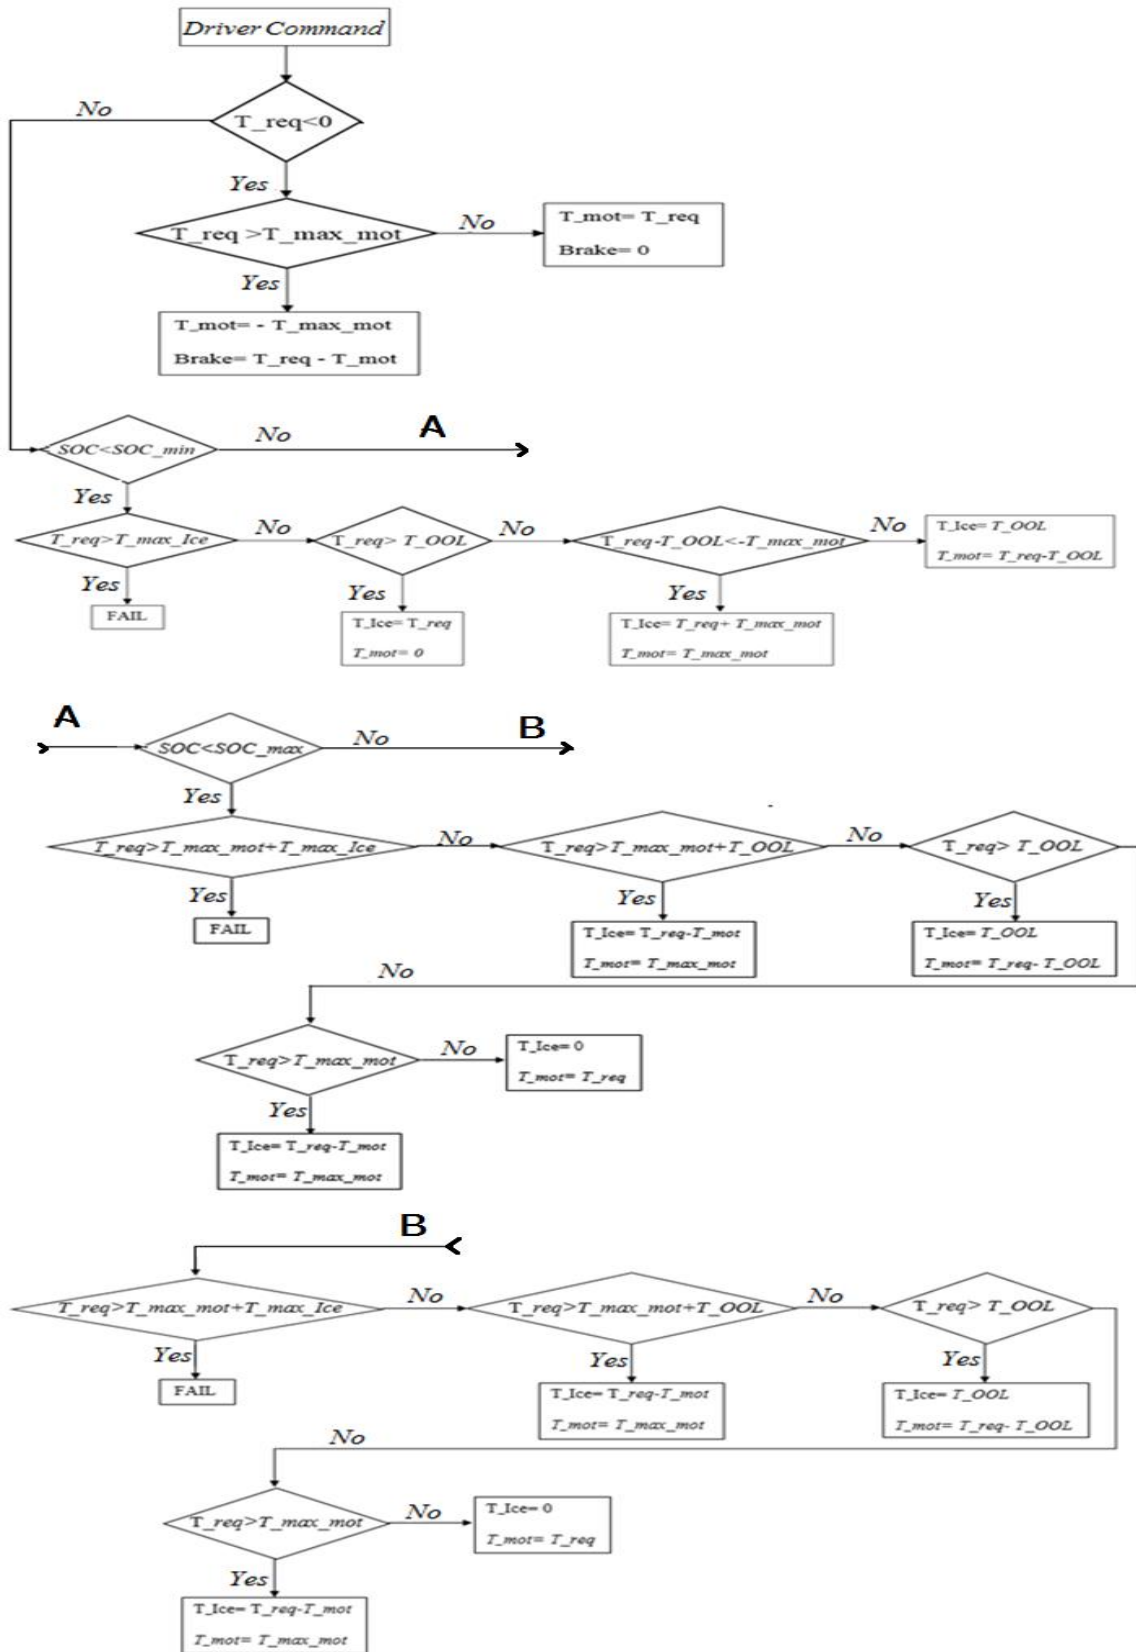 Driver Command
No
T_req<0
Yes
T_req >T_max_mot
No
T_mot= T_req
Brake= 0
Yes
T_mot= - T_max_mot
Brake= T_req - T_mot
SOC<SOC_min
No
A
Yes
T_req>T_max_Ice
No
T_req> T_OOL
No
T_req-T_OOL<-T_max_mot
No
T_Ice= T_OOL
T_mot= T_req-T_OOL
Yes
FAIL
Yes
T_Ice= T_req
T_mot= 0
Yes
T_Ice= T_req+ T_max_mot
T_mot= T_max_mot
A
SOC<SOC_max
No
B
Yes
T_req>T_max_mot+T_max_Ice
No
T_req>T_max_mot+T_OOL
No
T_req> T_OOL
Yes
FAIL
Yes
T_Ice= T_req-T_mot
T_mot= T_max_mot
Yes
T_Ice= T_OOL
T_mot= T_req- T_OOL
No
T_req>T_max_mot
No
T_Ice= 0
T_mot= T_req
Yes
T_Ice= T_req-T_mot
T_mot= T_max_mot
B
T_req>T_max_mot+T_max_Ice
No
T_req>T_max_mot+T_OOL
No
T_req> T_OOL
Yes
FAIL
Yes
T_Ice= T_req-T_mot
T_mot= T_max_mot
Yes
T_Ice= T_OOL
T_mot= T_req- T_OOL
No
T_req>T_max_mot
No
T_Ice= 0
T_mot= T_req
Yes
T_Ice= T_req-T_mot
T_mot= T_max_mot